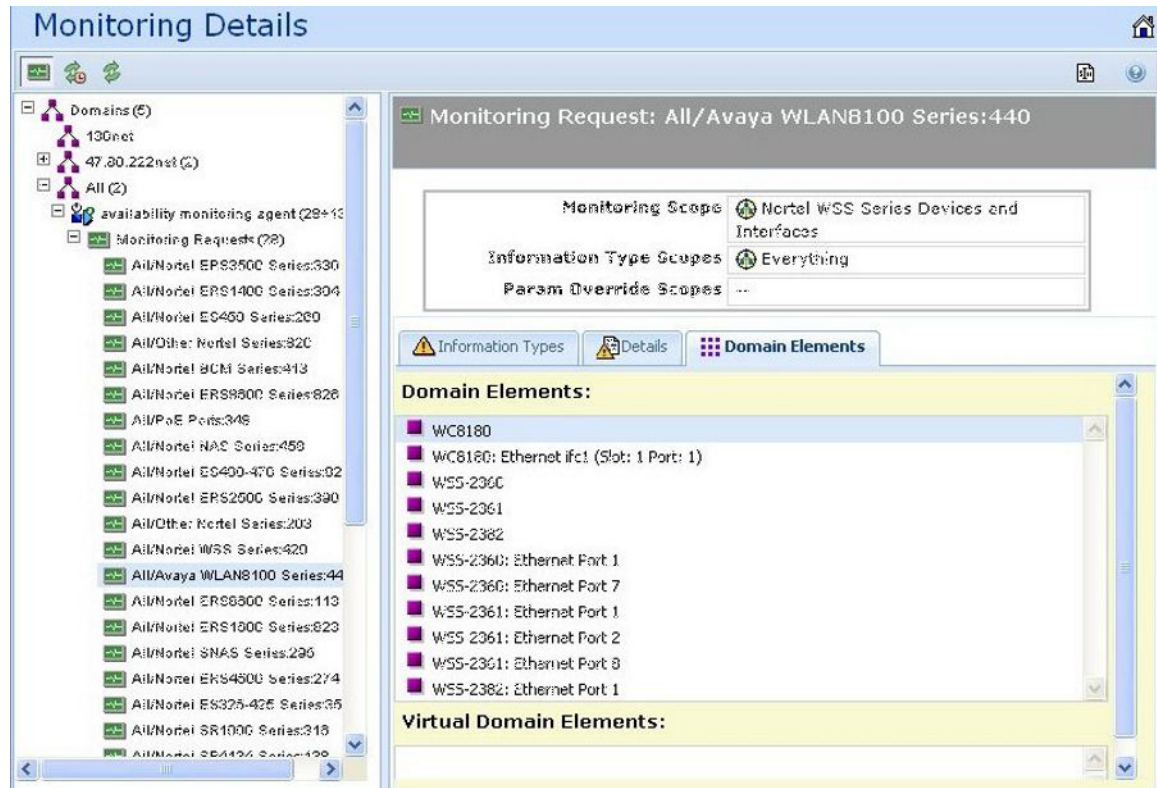 Monitoring Details
Domains (5)
130net
47.80.222net (2)
All (2)
availability monitoring agent (28+13
Monitoring Requests (28)
All/Nortel ERS3500 Series:330
All/Nortel ERS1400 Series:304
All/Nortel ES460 Series:260
All/Other Nortel Series:320
All/Nortel BCM Series:413
All/Nortel ERS8600 Series:826
All/PoE Ports:348
All/Nortel NAS Series:458
All/Nortel ES400-470 Series:82
All/Nortel ERS2500 Series:390
All/Other Nortel Series:203
All/Nortel WSS Series:420
All/Avaya WLAN8100 Series:44
All/Nortel ERS8800 Series:113
All/Nortel ERS1600 Series:823
All/Nortel SNAS Series:296
All/Nortel ERS4500 Series:274
All/Nortel ES325-425 Series:35
All/Nortel SR1000 Series:318
Monitoring Request: All/Avaya WLAN8100 Series:440
Monitoring Scope Nortel WSS Series Devices and
Interfaces
Information Type Scopes Everything
Param Override Scopes --
Information Types Details Domain Elements
Domain Elements:
WC8180
WC8180: Ethernet ifc1 (Slot: 1 Port: 1)
WSS-2360
WSS-2361
WSS-2382
WSS-2360: Ethernet Port 1
WSS-2360: Ethernet Port 7
WSS-2361: Ethernet Port 1
WSS-2361: Ethernet Port 2
WSS-2361: Ethernet Port 8
WSS-2382: Ethernet Port 1
Virtual Domain Elements: